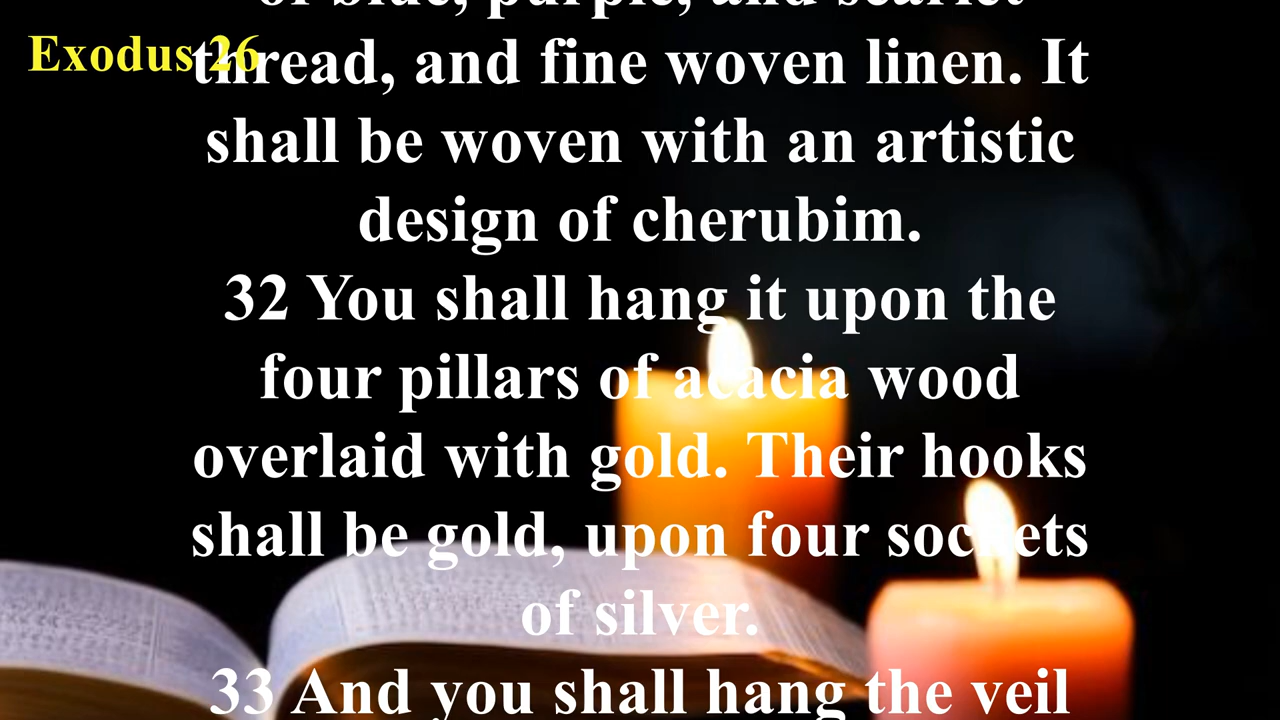 of blue, purple, and scarlet
Exodus 26
thread, and fine woven linen. It
shall be woven with an artistic
design of cherubim.
32 You shall hang it upon the
four pillars of acacia wood
overlaid with gold. Their hooks
shall be gold, upon four sockets
of silver.
33 And you shall hang the veil